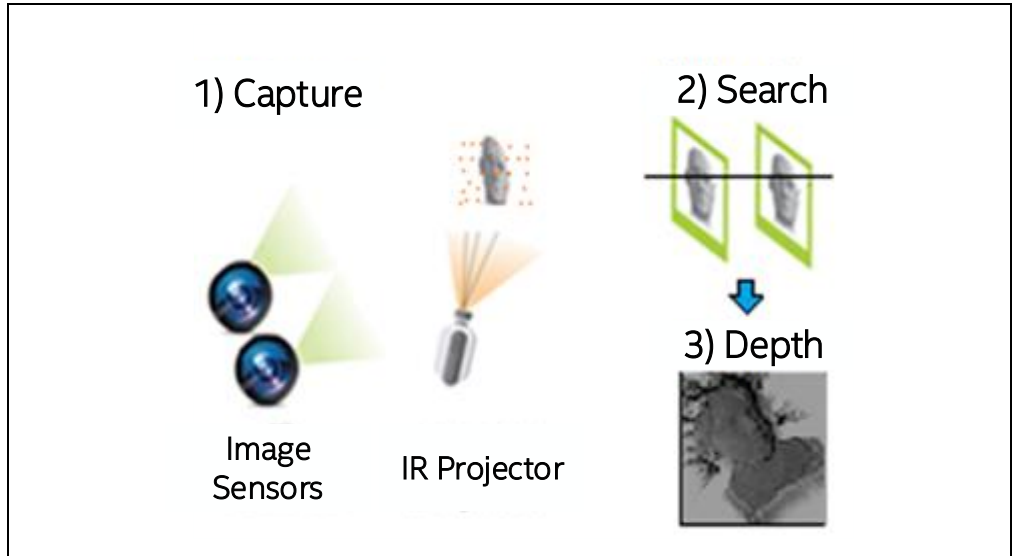 1) Capture
2) Search
3) Depth
Image
Sensors
IR Projector